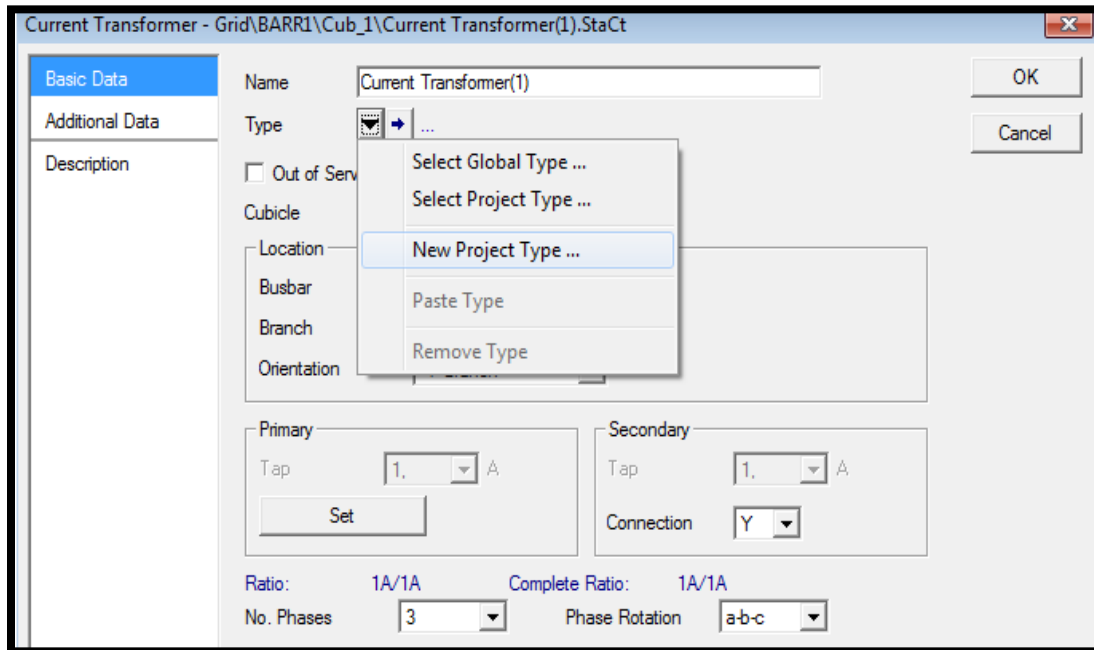 Current Transformer - Grid\BARR1\Cub_1\Current Transformer(1).StaCt
Basic Data
Additional Data
Description
Name Current Transformer(1)
OK
Type ...
Cancel
Select Global Type ...
Select Project Type ...
New Project Type ...
Paste Type
Remove Type
Out of Serv
Cubicle
Location
Busbar
Branch
Orientation
Primary
Tap 1, A
Set
Secondary
Tap 1, A
Connection Y
Ratio: 1A/1A Complete Ratio: 1A/1A
No. Phases 3 Phase Rotation a-b-c